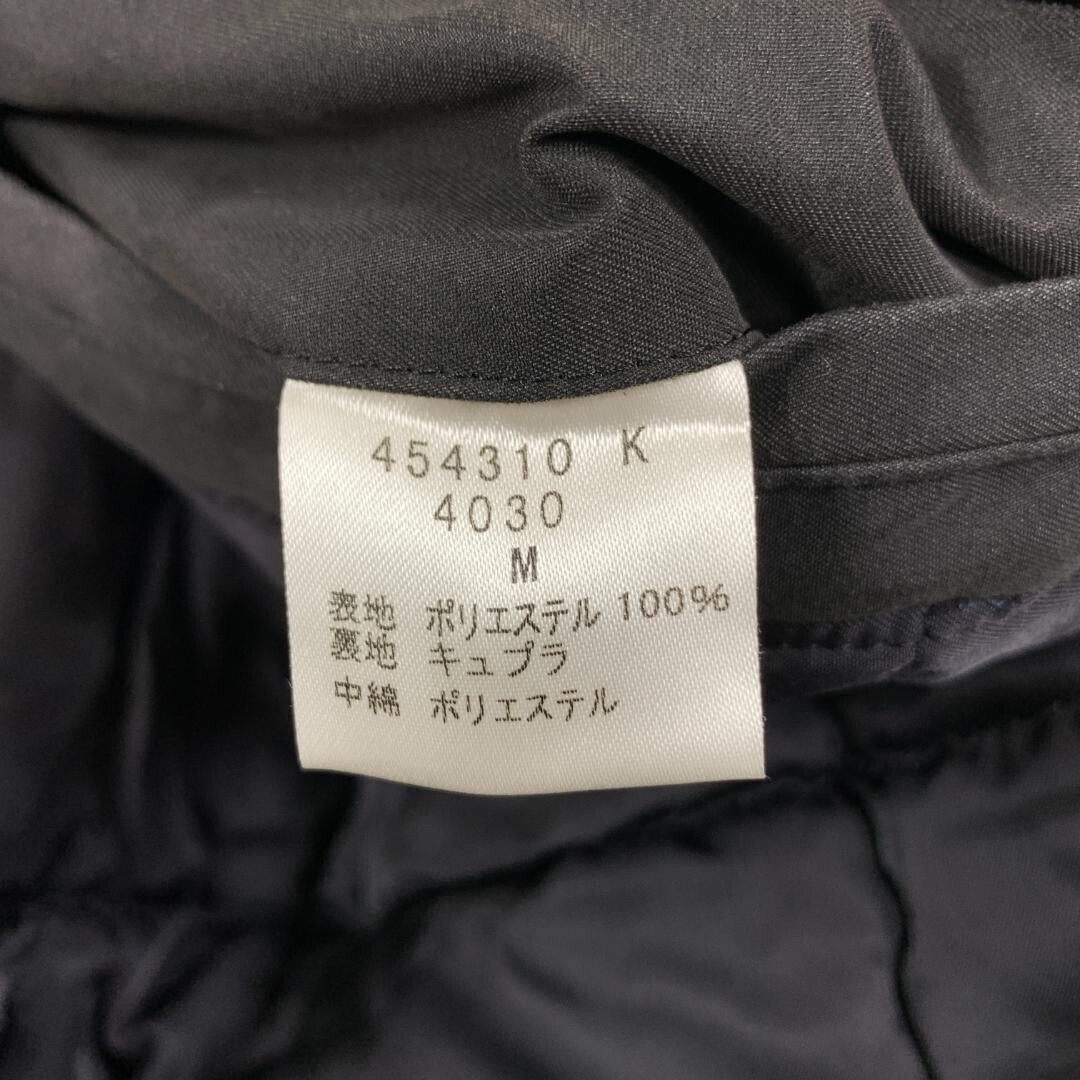 454310 K
4030
M
表地 ポリエステル 100%
裏地 キュプラ
中綿 ポリエステル